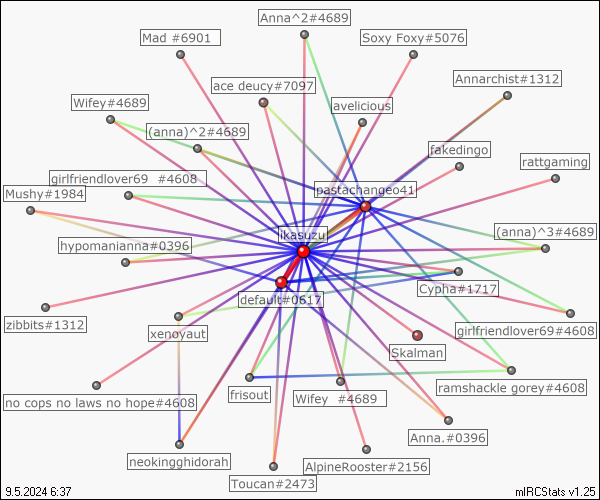 Anna^2#4689
Mad #6901
Soxy Foxy#5076
ace deucy#7097
Annarchist#1312
Wifey#4689
avelicious
(anna)^2#4689
fakedingo
rattgaming
girlfriendlover69 #4608
pastachangeo41
Mushy#1984
ikasuzu
(anna)^3#4689
hypomanianna#0396
Cypha#1717
default#0617
zibbits#1312
xenoyaut
girlfriendlover69#4608
Skalman
no cops no laws no hope#4608
frisout
Wifey #4689
ramshackle gorey#4608
Anna.#0396
neokingghidorah
AlpineRooster#2156
Toucan#2473
9.5.2024 6:37
mIRCStats v1.25